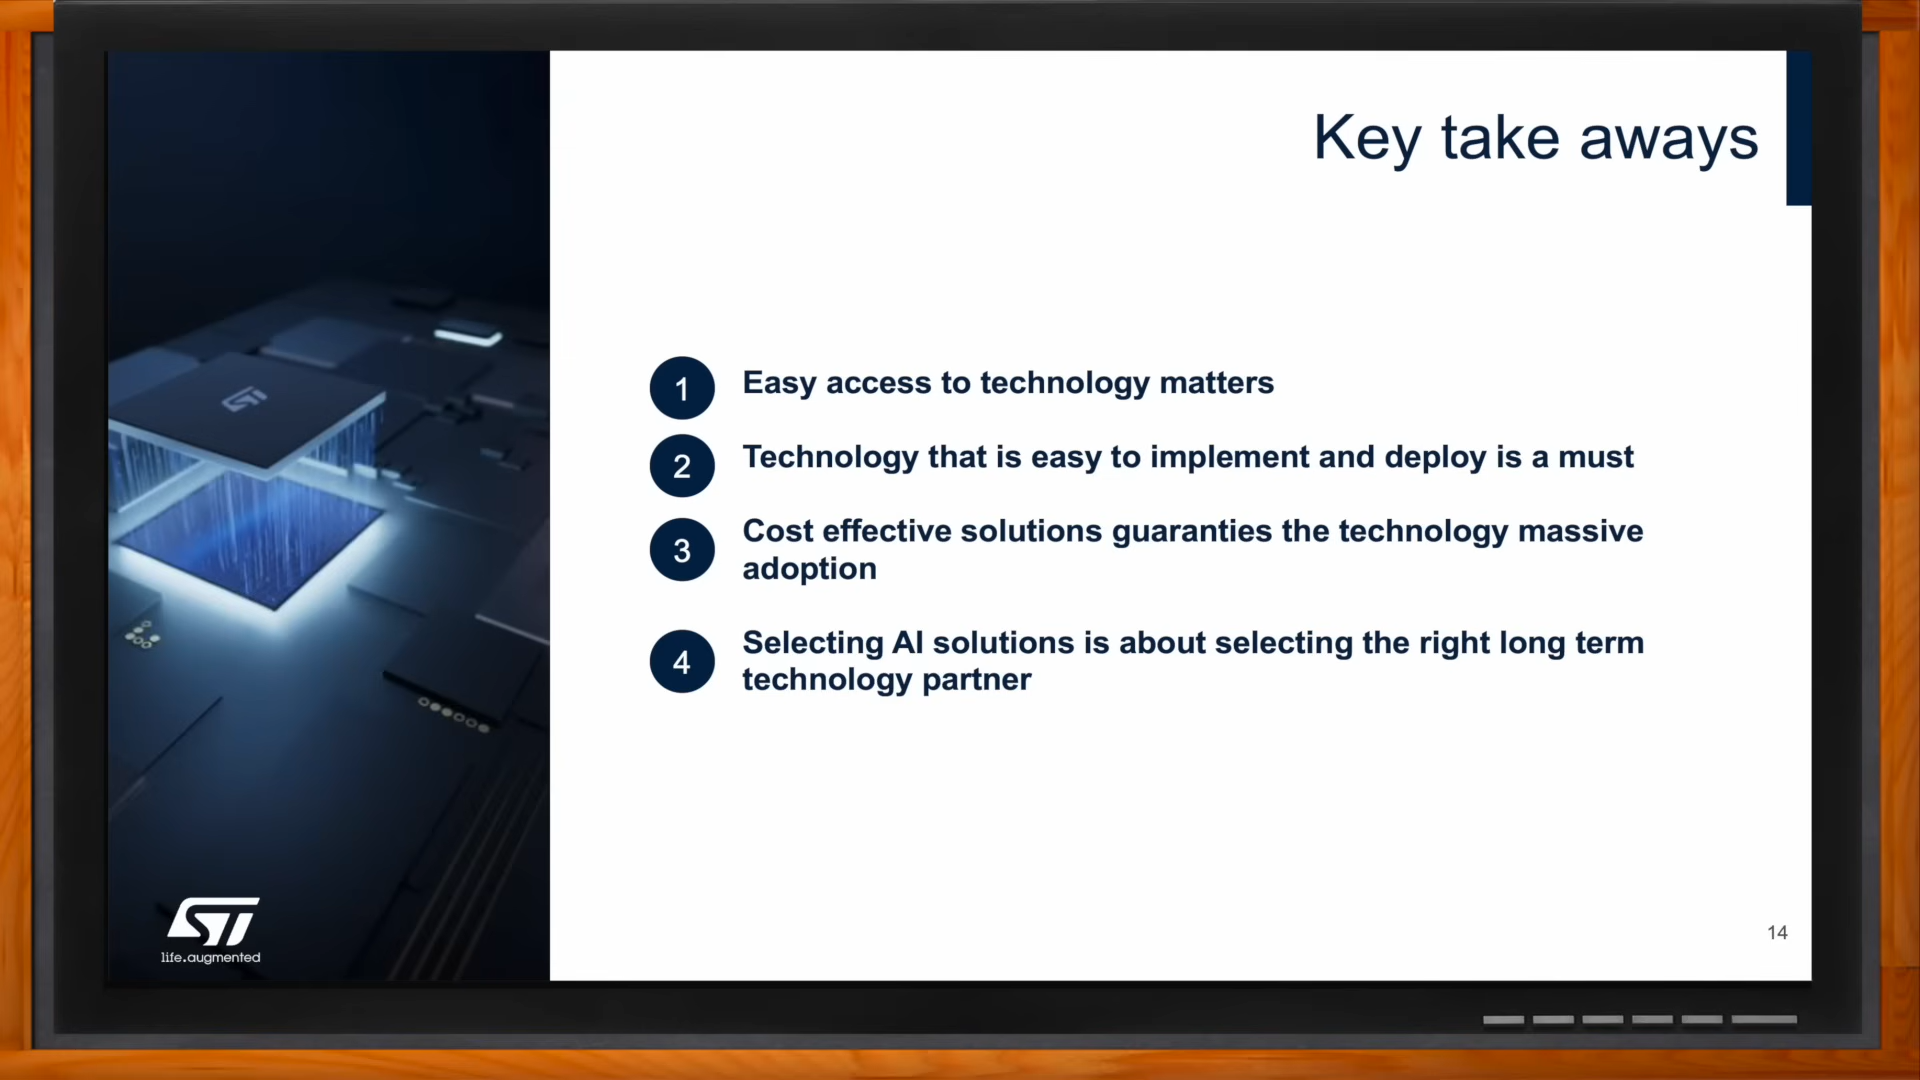 Key take aways
1 Easy access to technology matters
2 Technology that is easy to implement and deploy is a must
3 Cost effective solutions guaranties the technology massive
adoption
4 Selecting AI solutions is about selecting the right long term
technology partner
ST
life.augmented
14